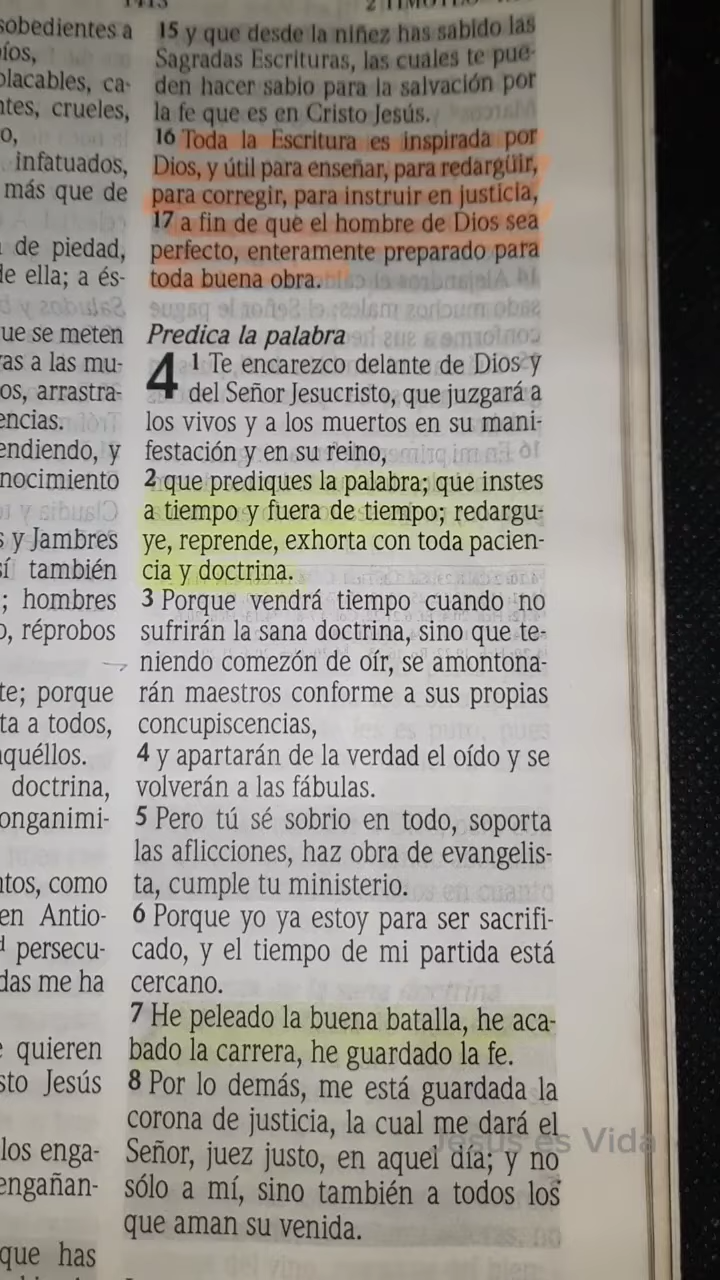 1413
2 TIMOTEO
sobedientes a
píos,
placables, ca-
ntes, crueles,
o,
infatuados,
más que de
de piedad,
de ella; a és-
que se meten
vas a las mu-
os, arrastra-
encias.
endiendo, y
nocimiento
s y Jambres
sí también
; hombres
o, réprobos
te; porque
ta a todos,
aquéllos.
doctrina,
onganimi-
ntos, como
en Antio-
d persecu-
das me ha
e quieren
sto Jesús
los enga-
engañan-
que has
15 y que desde la niñez has sabido las
Sagradas Escrituras, las cuales te pue-
den hacer sabio para la salvación por
la fe que es en Cristo Jesús.
16 Toda la Escritura es inspirada por
Dios, y útil para enseñar, para redargüir,
para corregir, para instruir en justicia,
17 a fin de que el hombre de Dios sea
perfecto, enteramente preparado para
toda buena obra.
Predica la palabra
4 1 Te encarezco delante de Dios y
del Señor Jesucristo, que juzgará a
los vivos y a los muertos en su mani-
festación y en su reino,
2 que prediques la palabra; que instes
a tiempo y fuera de tiempo; redargu-
ye, reprende, exhorta con toda pacien-
cia y doctrina.
3 Porque vendrá tiempo cuando no
sufrirán la sana doctrina, sino que te-
niendo comezón de oír, se amontona-
rán maestros conforme a sus propias
concupiscencias,
4 y apartarán de la verdad el oído y se
volverán a las fábulas.
5 Pero tú sé sobrio en todo, soporta
las aflicciones, haz obra de evangelis-
ta, cumple tu ministerio.
6 Porque yo ya estoy para ser sacrifi-
cado, y el tiempo de mi partida está
cercano.
7 He peleado la buena batalla, he aca-
bado la carrera, he guardado la fe.
8 Por lo demás, me está guardada la
corona de justicia, la cual me dará el
Señor, juez justo, en aquel día; y no
sólo a mí, sino también a todos los
que aman su venida.
Jesús es Vida